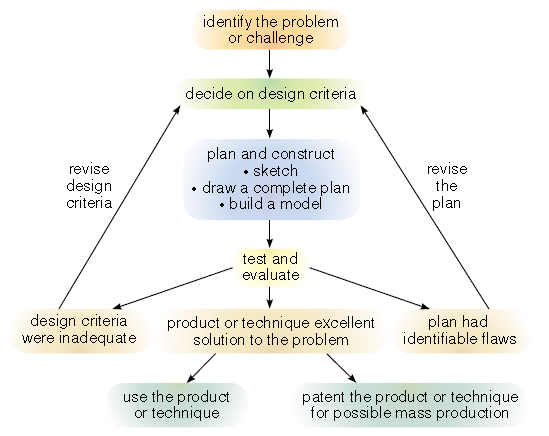 identify the problem
or challenge
decide on design criteria
plan and construct
• sketch
• draw a complete plan
• build a model
revise
design
criteria
revise
the
plan
test and
evaluate
design criteria
were inadequate
product or technique excellent
solution to the problem
plan had
identifiable flaws
use the product
or technique
patent the product or technique
for possible mass production